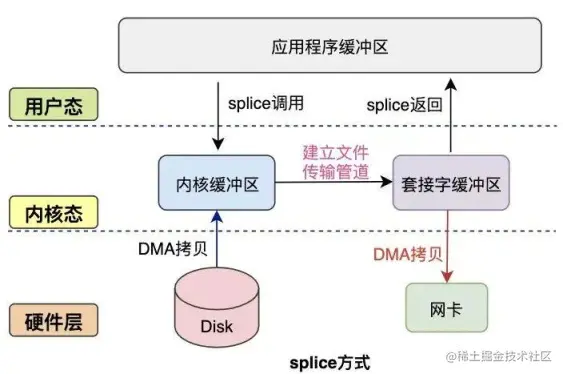 应用程序缓冲区
用户态
splice调用
splice返回
内核态
内核缓冲区
建立文件
传输管道
套接字缓冲区
DMA拷贝
DMA拷贝
硬件层
Disk
网卡
splice方式
@稀土掘金技术社区